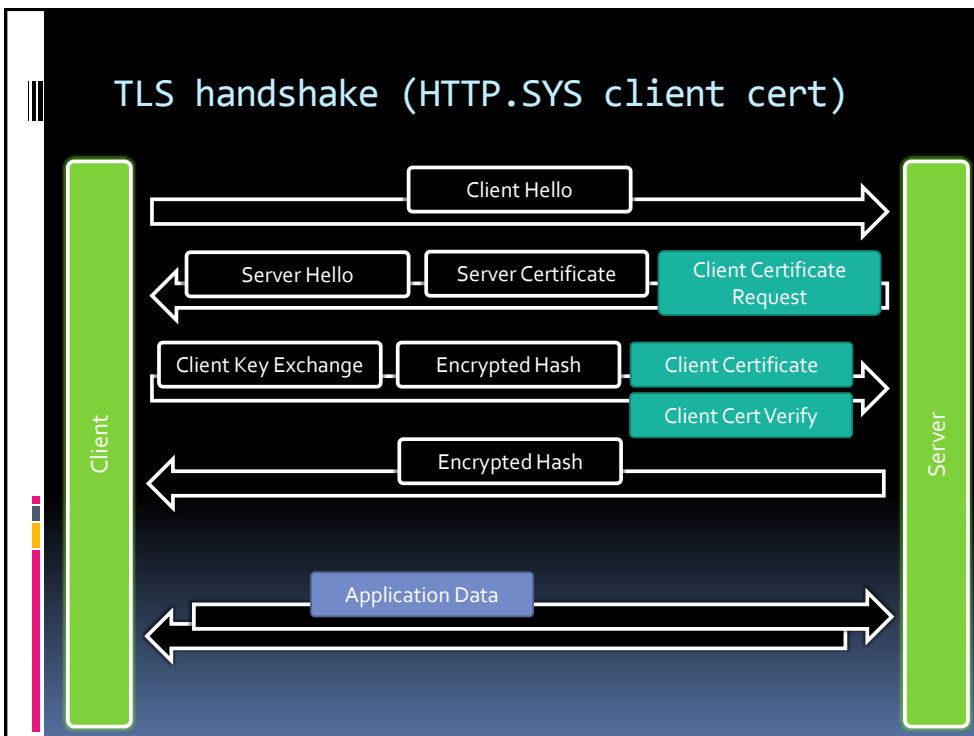 TLS handshake (HTTP.SYS client cert)
Client Hello
Server Hello
Server Certificate
Client Certificate
Request
Client Key Exchange
Encrypted Hash
Client Certificate
Client Cert Verify
Encrypted Hash
Application Data
Client
Server